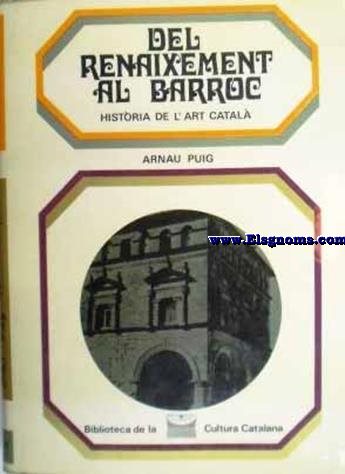 DEL
RENAIXEMENT
AL BARROC
HISTÒRIA DE L'ART CATALÀ
ARNAU PUIG
www.Elsgnoms.com
Biblioteca de la Cultura Catalana